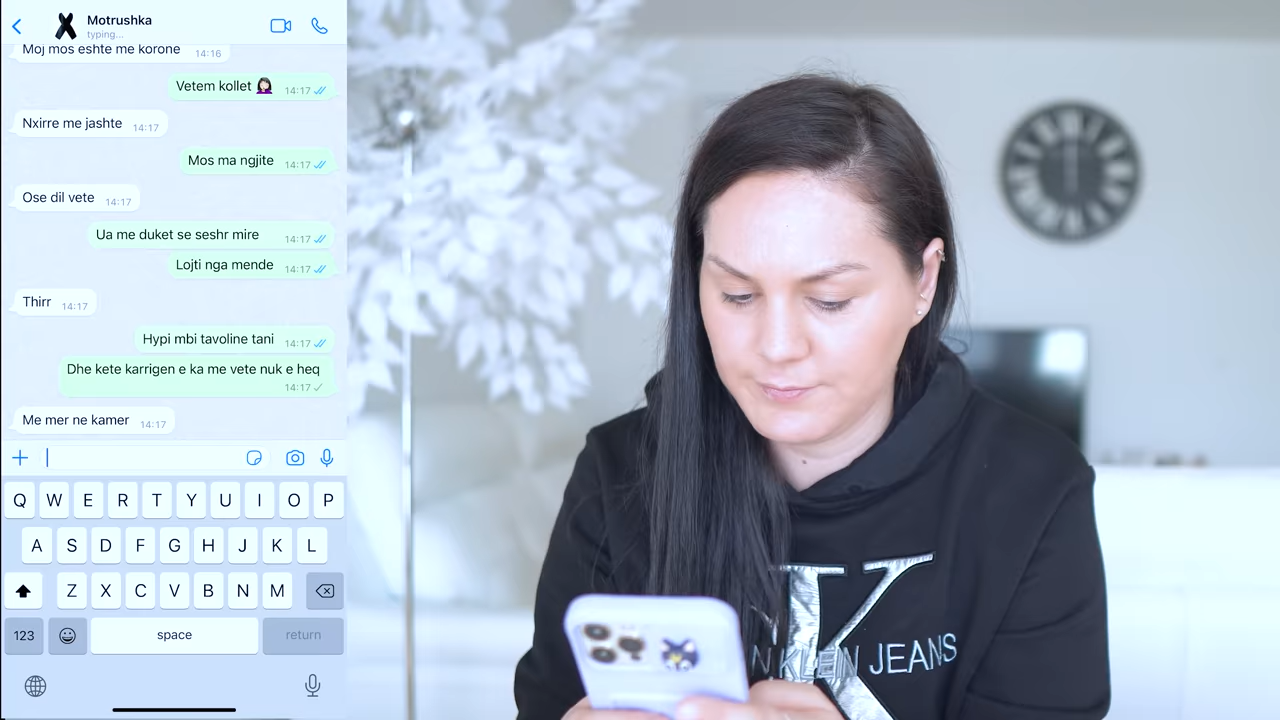 Motrushka
typing...
Moj mos eshte me korone 14:16
Vetem kollet 14:17
Nxirre me jashte 14:17
Mos ma ngjite 14:17
Ose dil vete 14:17
Ua me duket se seshr mire 14:17
Lojti nga mende 14:17
Thirr 14:17
Hypi mbi tavoline tani 14:17
Dhe kete karrigen e ka me vete nuk e heq
14:17
Me mer ne kamer 14:17
Q W E R T Y U I O P
A S D F G H J K L
Z X C V B N M
123 space return
K
N KLEIN JEANS